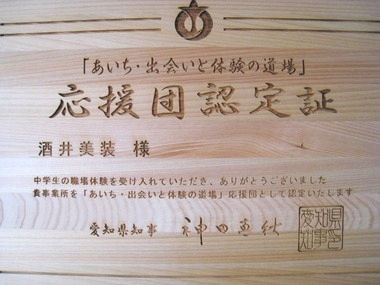 「あいち・出会いと体験の道場」
応援団認定証
酒井美装 様
中学生の職場体験を受け入れていただき、ありがとうございました
貴事業所を「あいち・出会いと体験の道場」応援団として認定いたします
愛知県知事 神田真秋
愛知県知事印